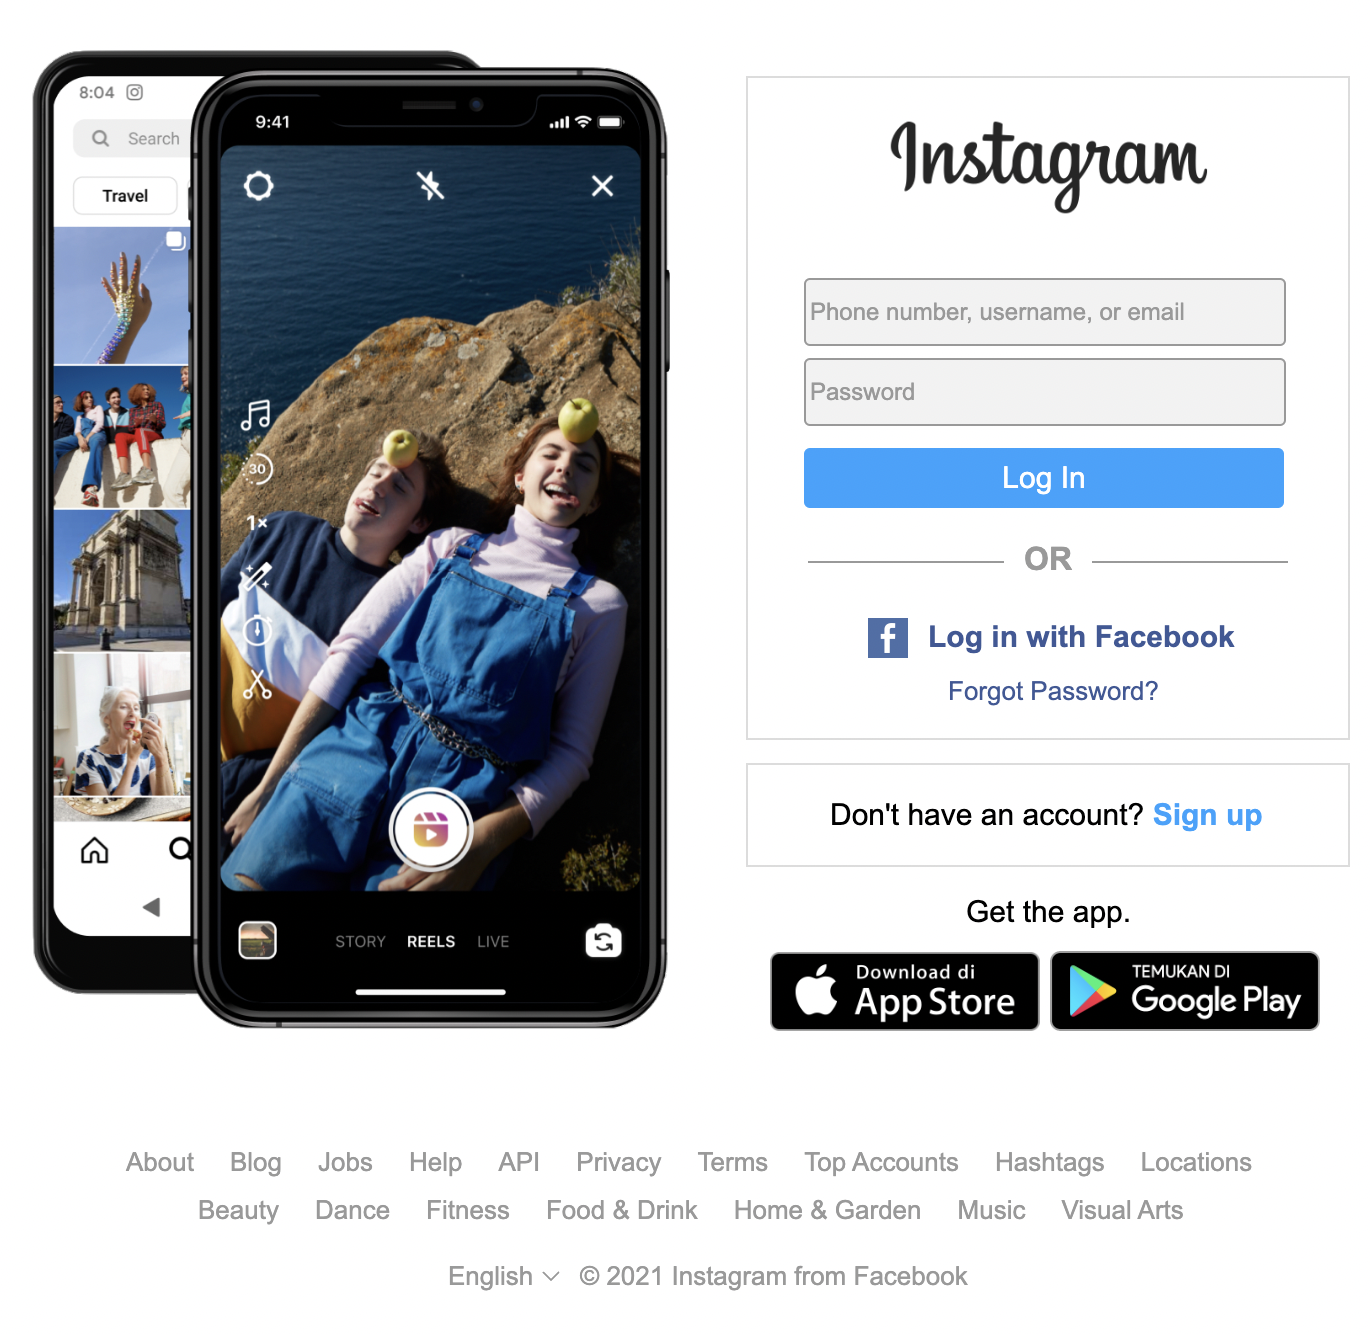 8:04
Search
Travel
9:41
30
1×
STORY REELS LIVE
Instagram
Phone number, username, or email
Password
Log In
OR
f Log in with Facebook
Forgot Password?
Don't have an account? Sign up
Get the app.
Download di
App Store
TEMUKAN DI
Google Play
About Blog Jobs Help API Privacy Terms Top Accounts Hashtags Locations
Beauty Dance Fitness Food & Drink Home & Garden Music Visual Arts
English © 2021 Instagram from Facebook